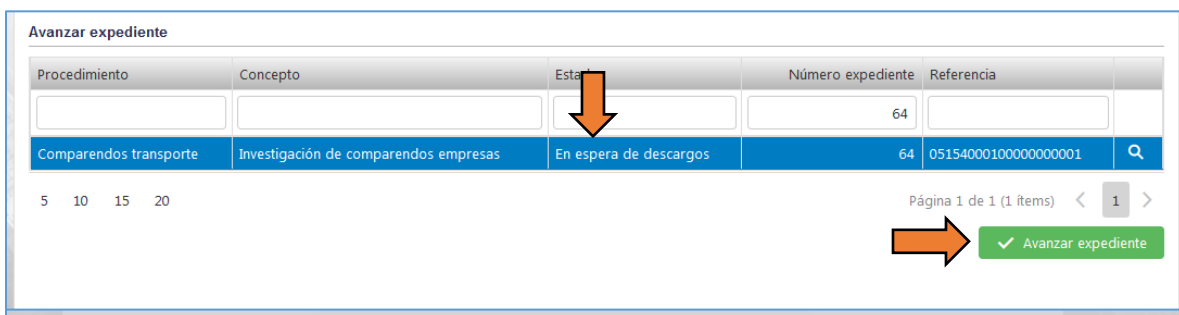 Avanzar expediente
Procedimiento Concepto Número expediente Referencia
64
Comparendos transporte Investigación de comparendos empresas En espera de descargos 64 05154000100000000001
5 10 15 20 Página 1 de 1 (1 ítems) < 1 >
Avanzar expediente